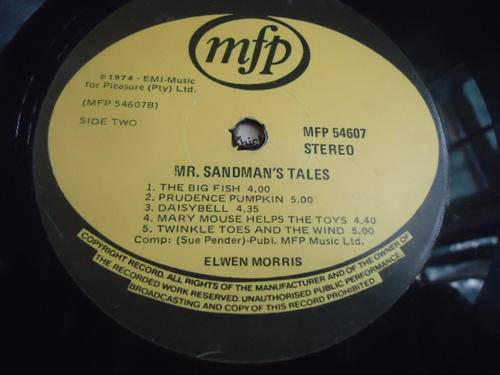 mfp
℗ 1974 - EMI-Music
for Pleasure (Pty) Ltd.
(MFP 54607B)
SIDE TWO
MFP 54607
STEREO
MR. SANDMAN'S TALES
1. THE BIG FISH 4.00
2. PRUDENCE PUMPKIN 5.00
3. DAISYBELL 4.35
4. MARY MOUSE HELPS THE TOYS 4.40
5. TWINKLE TOES AND THE WIND 5.00
Comp: (Sue Pender)-Publ. MFP Music Ltd.
ELWEN MORRIS
COPYRIGHT RECORD. ALL RIGHTS OF THE MANUFACTURER AND OF THE OWNER OF
THE RECORDED WORK RESERVED. UNAUTHORISED PUBLIC PERFORMANCE,
BROADCASTING AND COPY OF THIS RECORD PROHIBITED